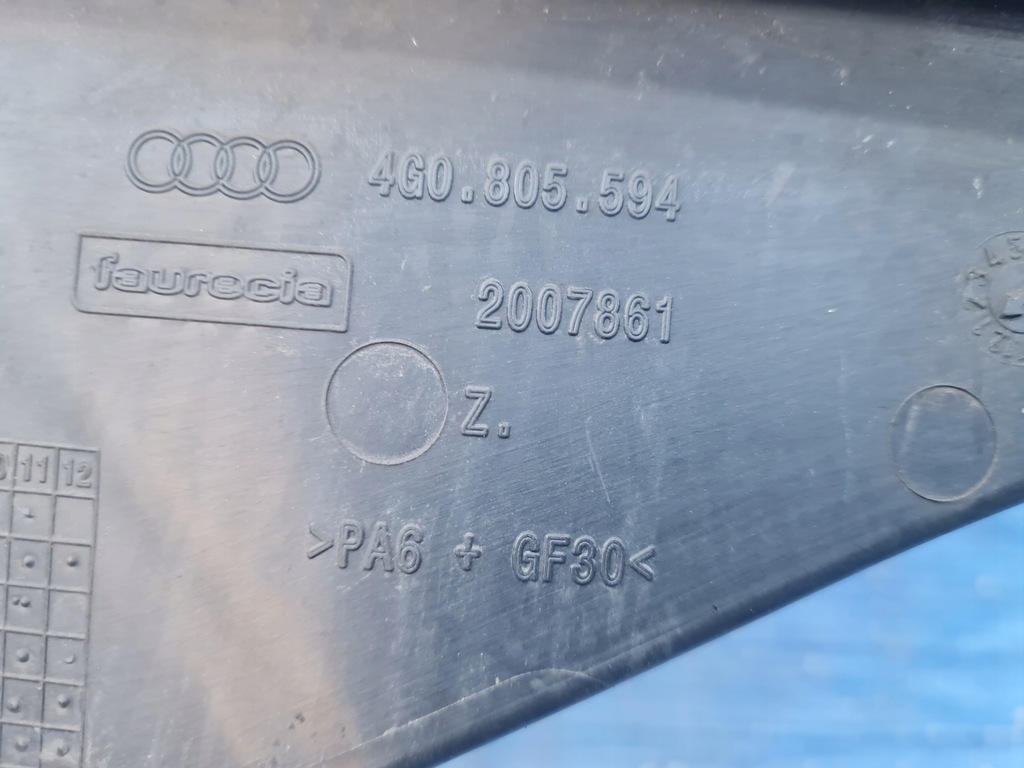 4G0.805.594
faurecia
2007861
Z.
11 12
>PA6 + GF30<